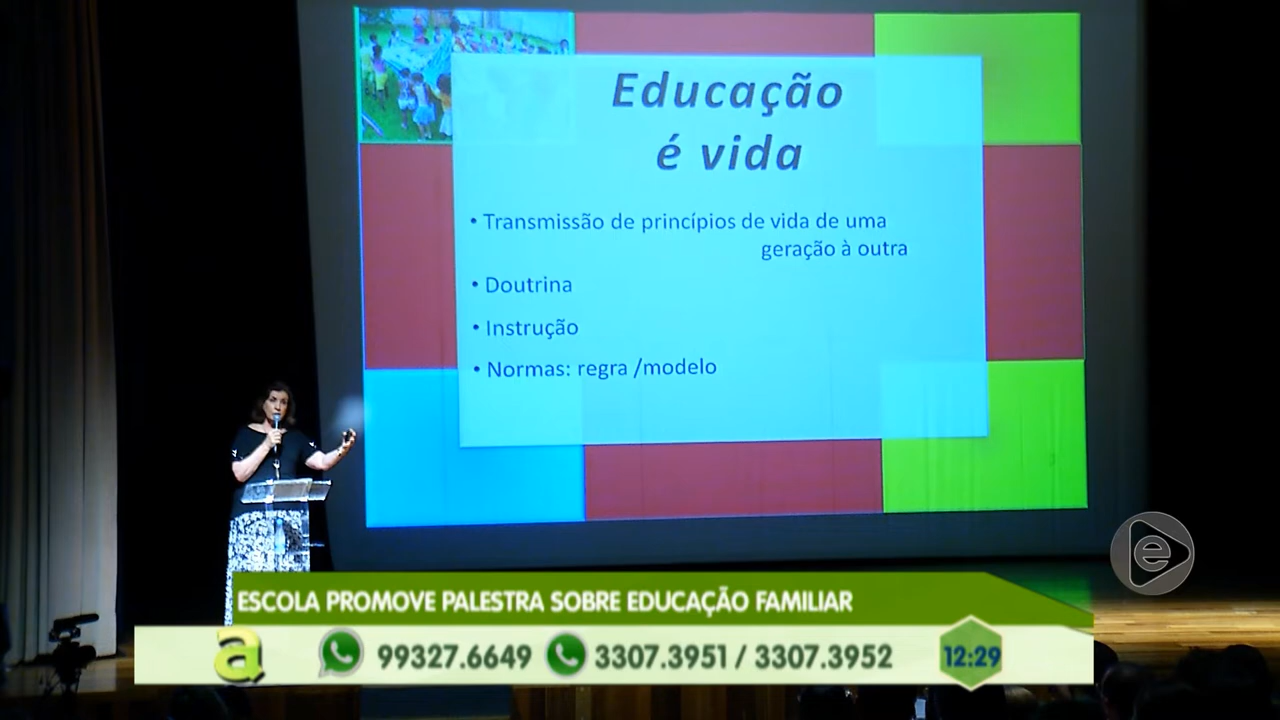 Educação
é vida
• Transmissão de princípios de vida de uma
geração à outra
• Doutrina
• Instrução
• Normas: regra /modelo
e
ESCOLA PROMOVE PALESTRA SOBRE EDUCAÇÃO FAMILIAR
a 99327.6649 3307.3951 / 3307.3952 12:29